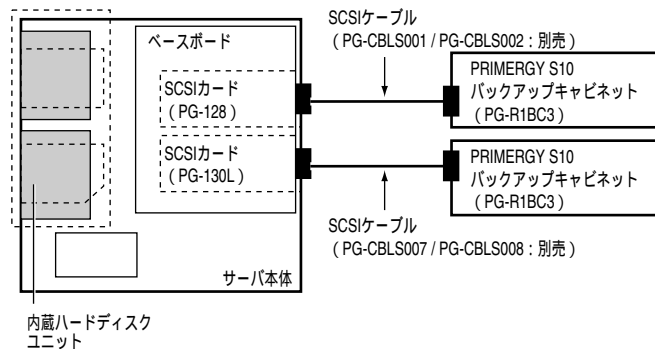 SCSIケーブル
（PG-CBLS001 / PG-CBLS002：別売）
ベースボード
SCSIカード
（PG-128）
PRIMERGY S10
バックアップキャビネット
（PG-R1BC3）
SCSIカード
（PG-130L）
PRIMERGY S10
バックアップキャビネット
（PG-R1BC3）
SCSIケーブル
（PG-CBLS007 / PG-CBLS008：別売）
サーバ本体
内蔵ハードディスク
ユニット